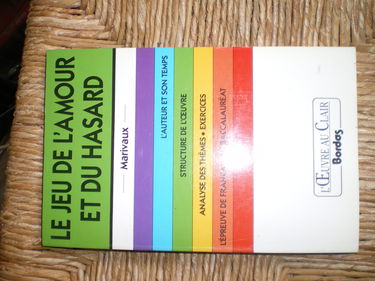 LE JEU DE L'AMOUR
ET DU HASARD
Marivaux
L'AUTEUR ET SON TEMPS
STRUCTURE DE L'ŒUVRE
ANALYSE DES THÈMES • EXERCICES
L'ÉPREUVE DE FRANÇAIS AU BACCALAURÉAT
L'ŒUVRE AU CLAIR
Bordas